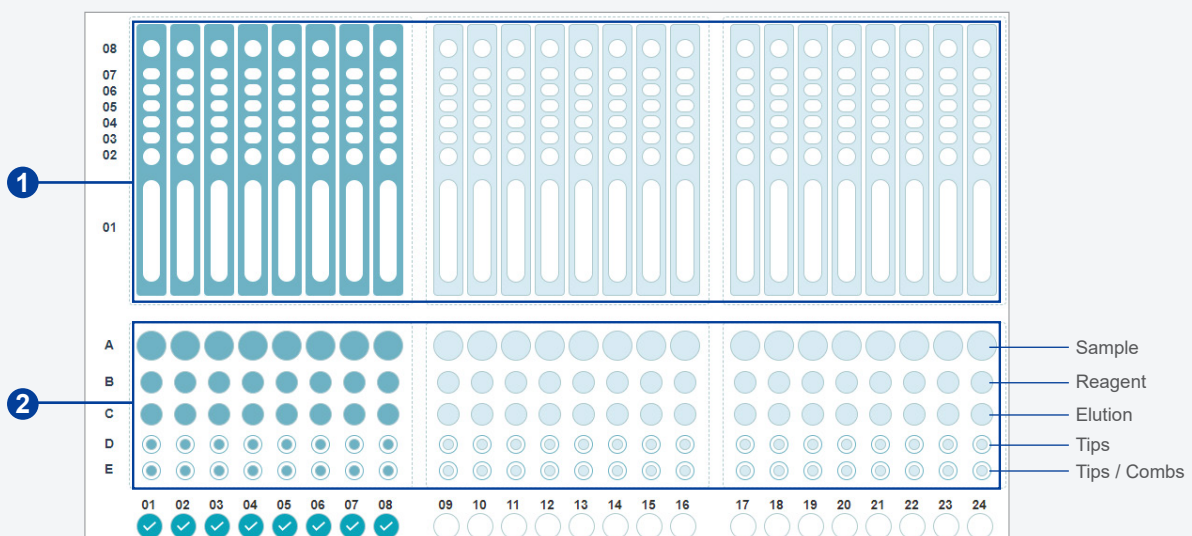 08
07
06
05
04
03
02
1
01
A
Sample
B
Reagent
2
C
Elution
D
Tips
E
Tips / Combs
01 02 03 04 05 06 07 08 09 10 11 12 13 14 15 16 17 18 19 20 21 22 23 24